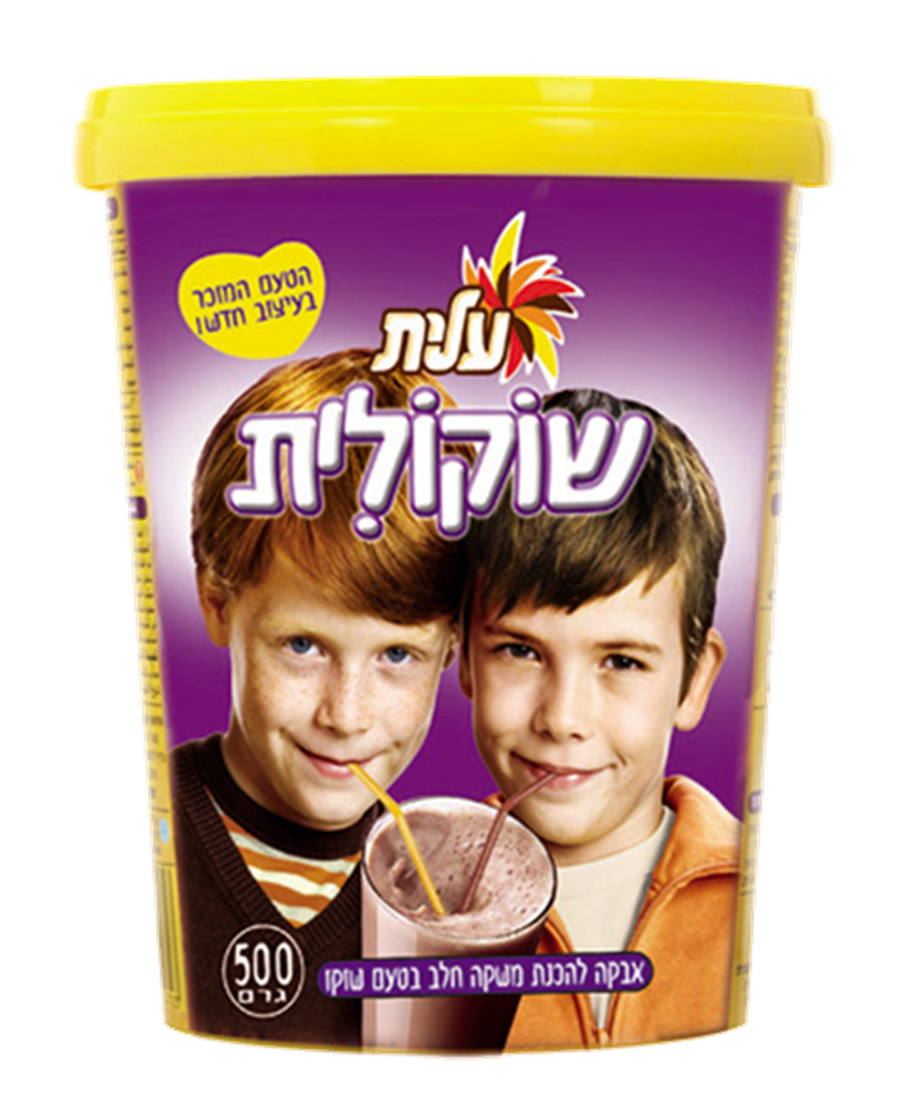 הטעם המוכר
בעיצוב חדש!
עלית
שוקולית
500
גרם
אבקה להכנת משקה חלב בטעם שוקו